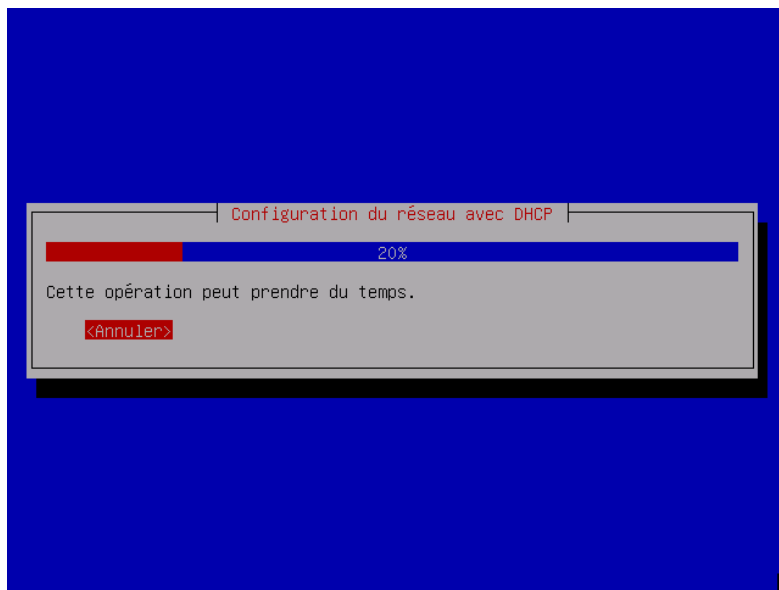 Configuration du réseau avec DHCP
20%
Cette opération peut prendre du temps.
<Annuler>